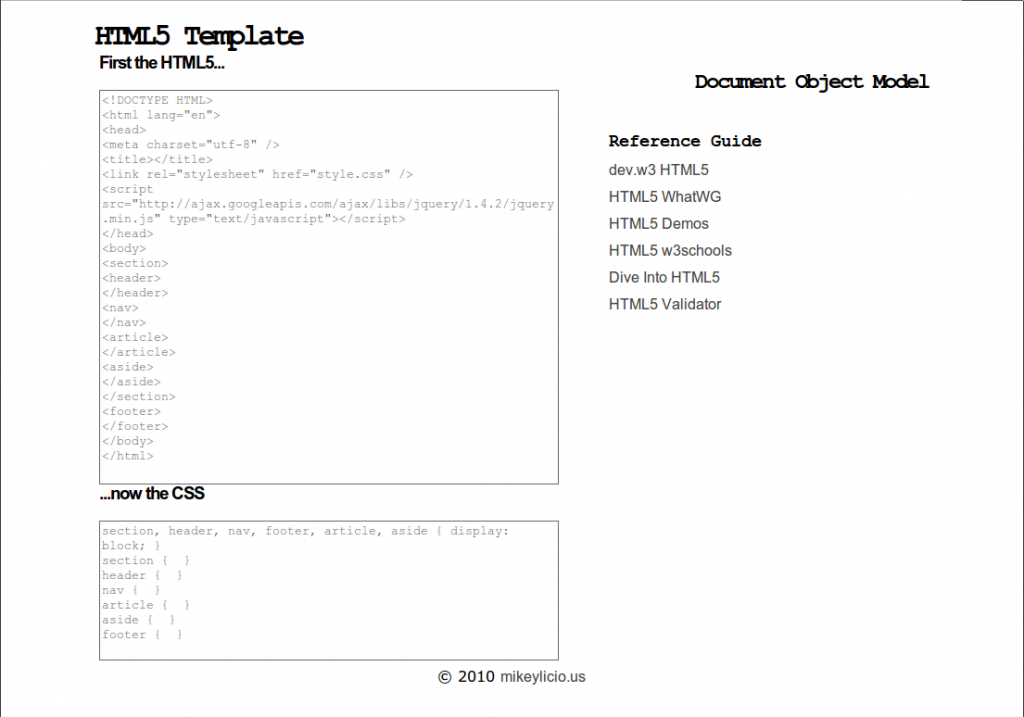 HTML5 Template
First the HTML5...
<!DOCTYPE HTML>
<html lang="en">
<head>
<meta charset="utf-8" />
<title></title>
<link rel="stylesheet" href="style.css" />
<script
src="http://ajax.googleapis.com/ajax/libs/jquery/1.4.2/jquery
.min.js" type="text/javascript"></script>
</head>
<body>
<section>
<header>
</header>
<nav>
</nav>
<article>
</article>
<aside>
</aside>
</section>
<footer>
</footer>
</body>
</html>
...now the CSS
section, header, nav, footer, article, aside { display:
block; }
section {  }
header {  }
nav {  }
article {  }
aside {  }
footer {  }
Document Object Model
Reference Guide
dev.w3 HTML5
HTML5 WhatWG
HTML5 Demos
HTML5 w3schools
Dive Into HTML5
HTML5 Validator
© 2010 mikeylicio.us